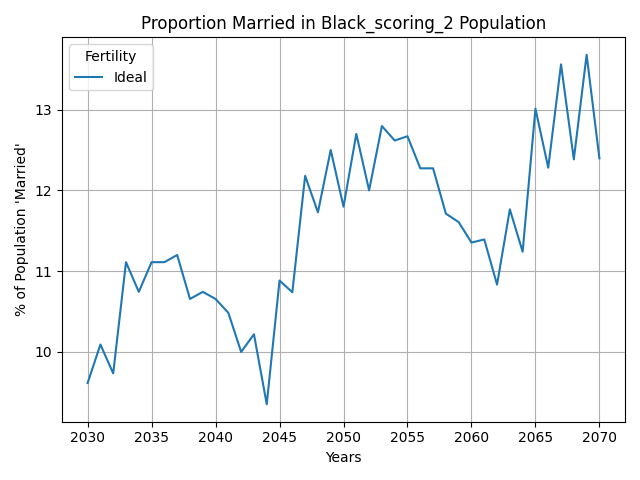 Proportion Married in Black_scoring_2 Population
Fertility
Ideal
% of Population 'Married'
13
12
11
10
2030 2035 2040 2045 2050 2055 2060 2065 2070
Years